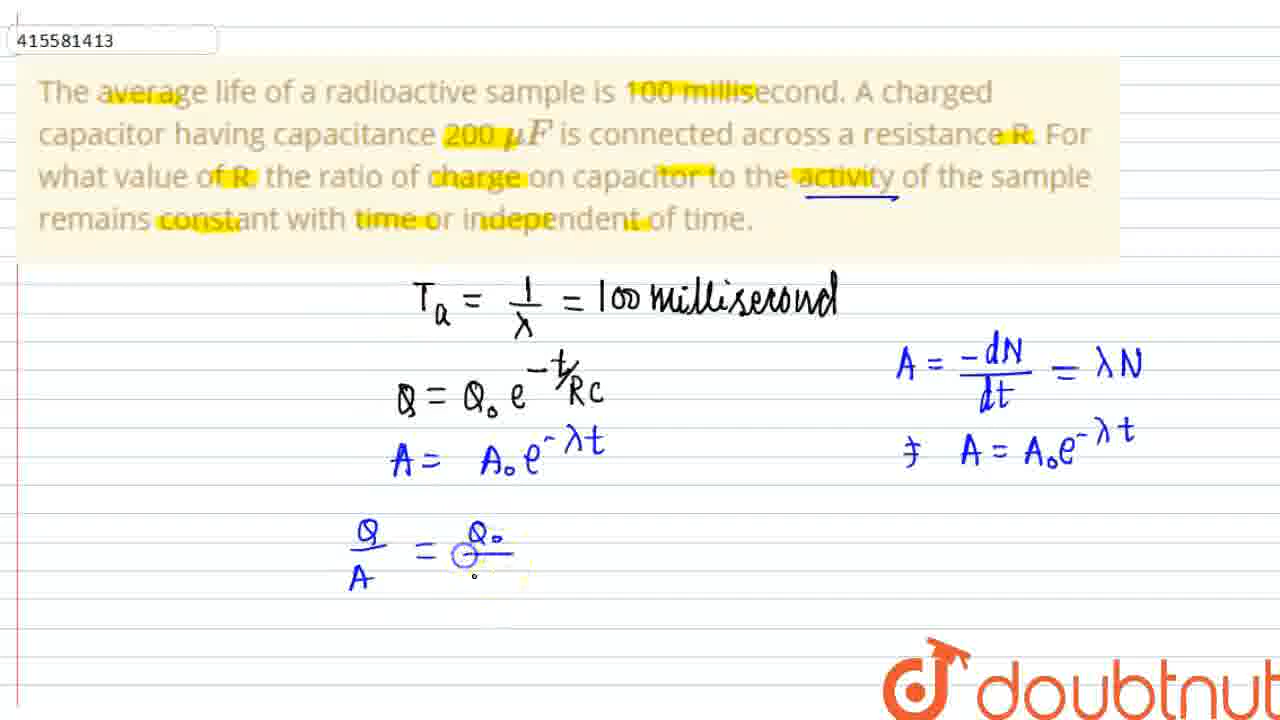 415581413
The average life of a radioactive sample is 100 millisecond. A charged
capacitor having capacitance 200 μF is connected across a resistance R. For
what value of R. the ratio of charge on capacitor to the activity of the sample
remains constant with time or independent of time.
Ta = 1/λ = 100 millisecond
Q = Q₀ e^(-t/RC)
A = A₀ e^(-λt)
A = -dN/dt = λN
⇒ A = A₀ e^(-λt)
Q/A = Q₀/
doubtnut